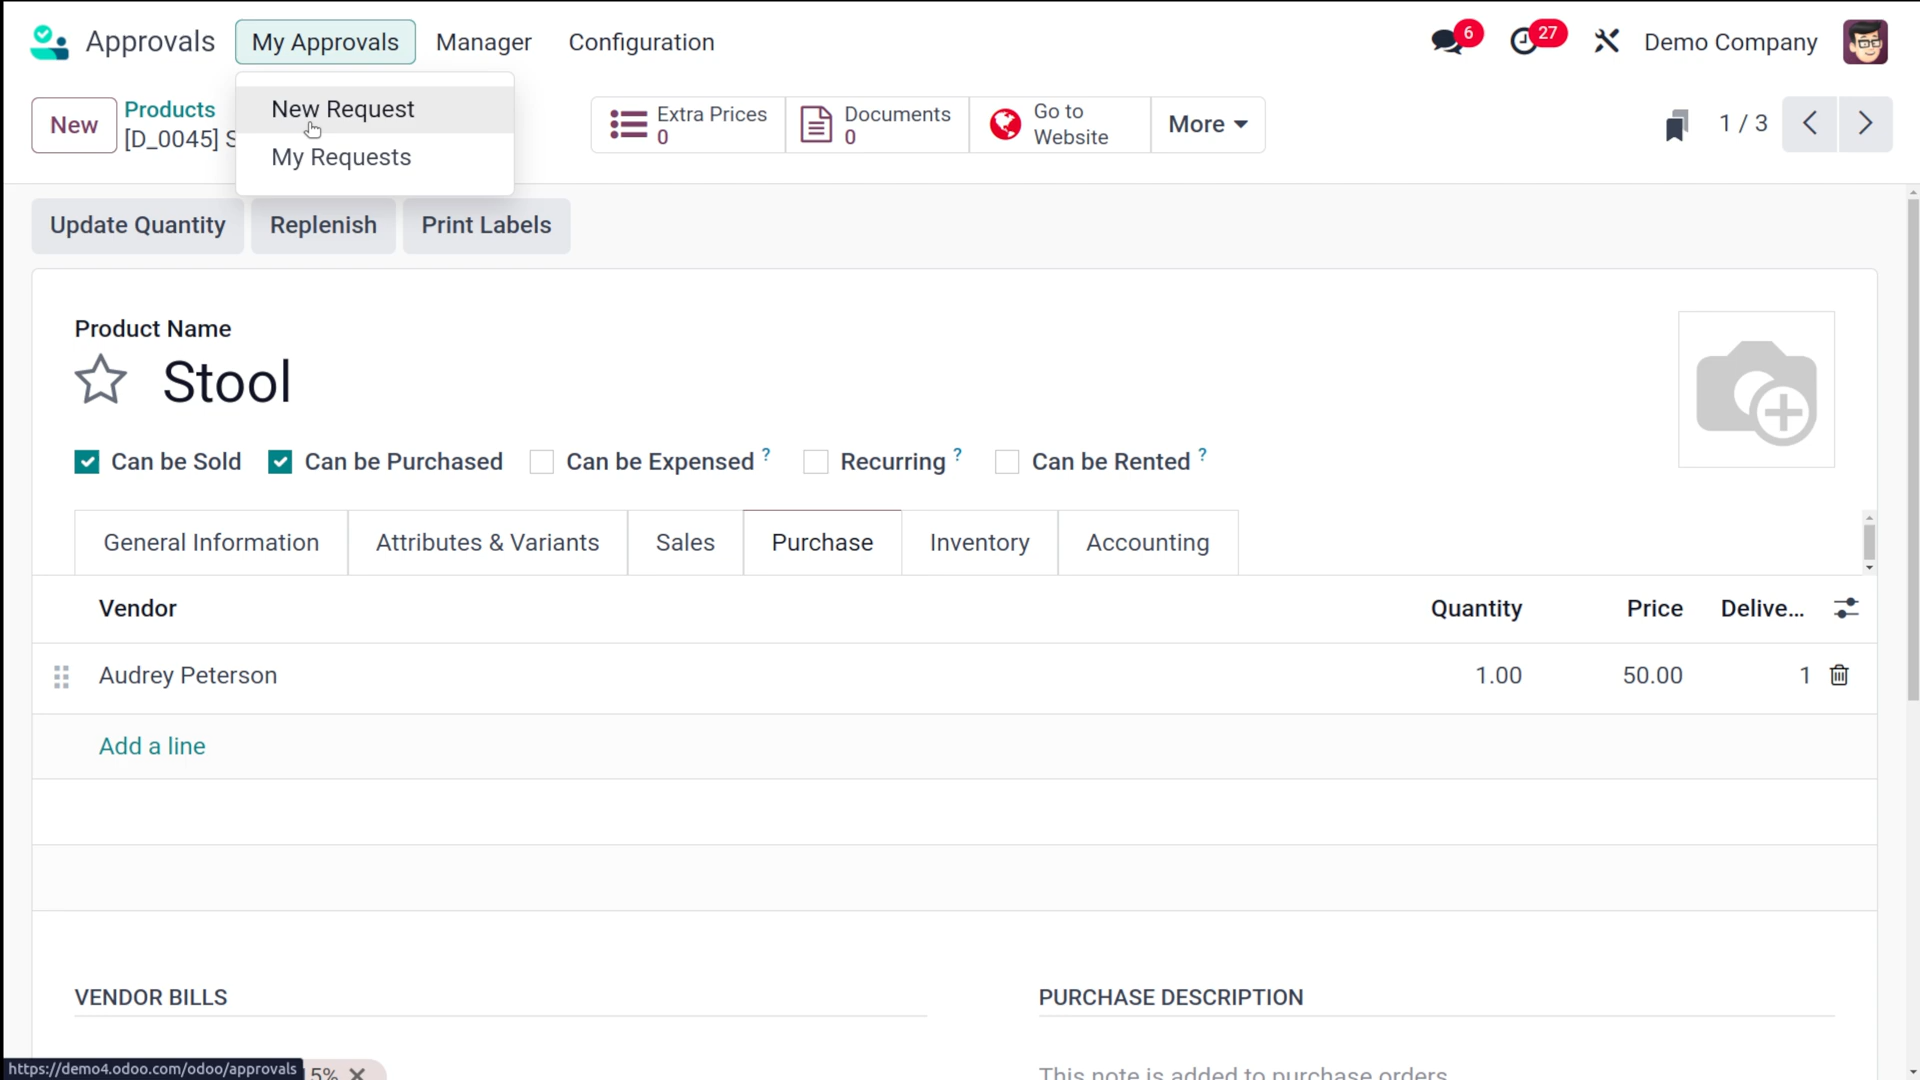 Approvals My Approvals Manager Configuration 6 27 Demo Company
New Products New Request Extra Prices Documents Go to More 1 / 3
[D_0045] S 0 0 Website
My Requests
Update Quantity Replenish Print Labels
Product Name
Stool
Can be Sold Can be Purchased Can be Expensed ? Recurring ? Can be Rented ?
General Information Attributes & Variants Sales Purchase Inventory Accounting
Vendor Quantity Price Delive...
Audrey Peterson 1.00 50.00 1
Add a line
VENDOR BILLS PURCHASE DESCRIPTION
https://demo4.odoo.com/odoo/approvals 5% This note is added to purchase orders